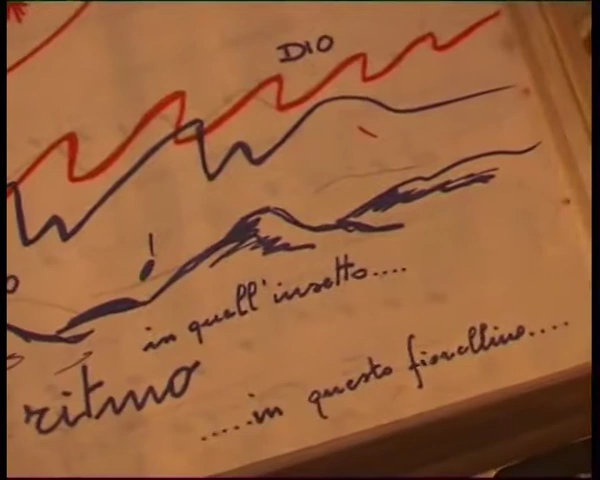 DIO
!
in quell'insetto....
ritmo
.....in questo fiorellino....